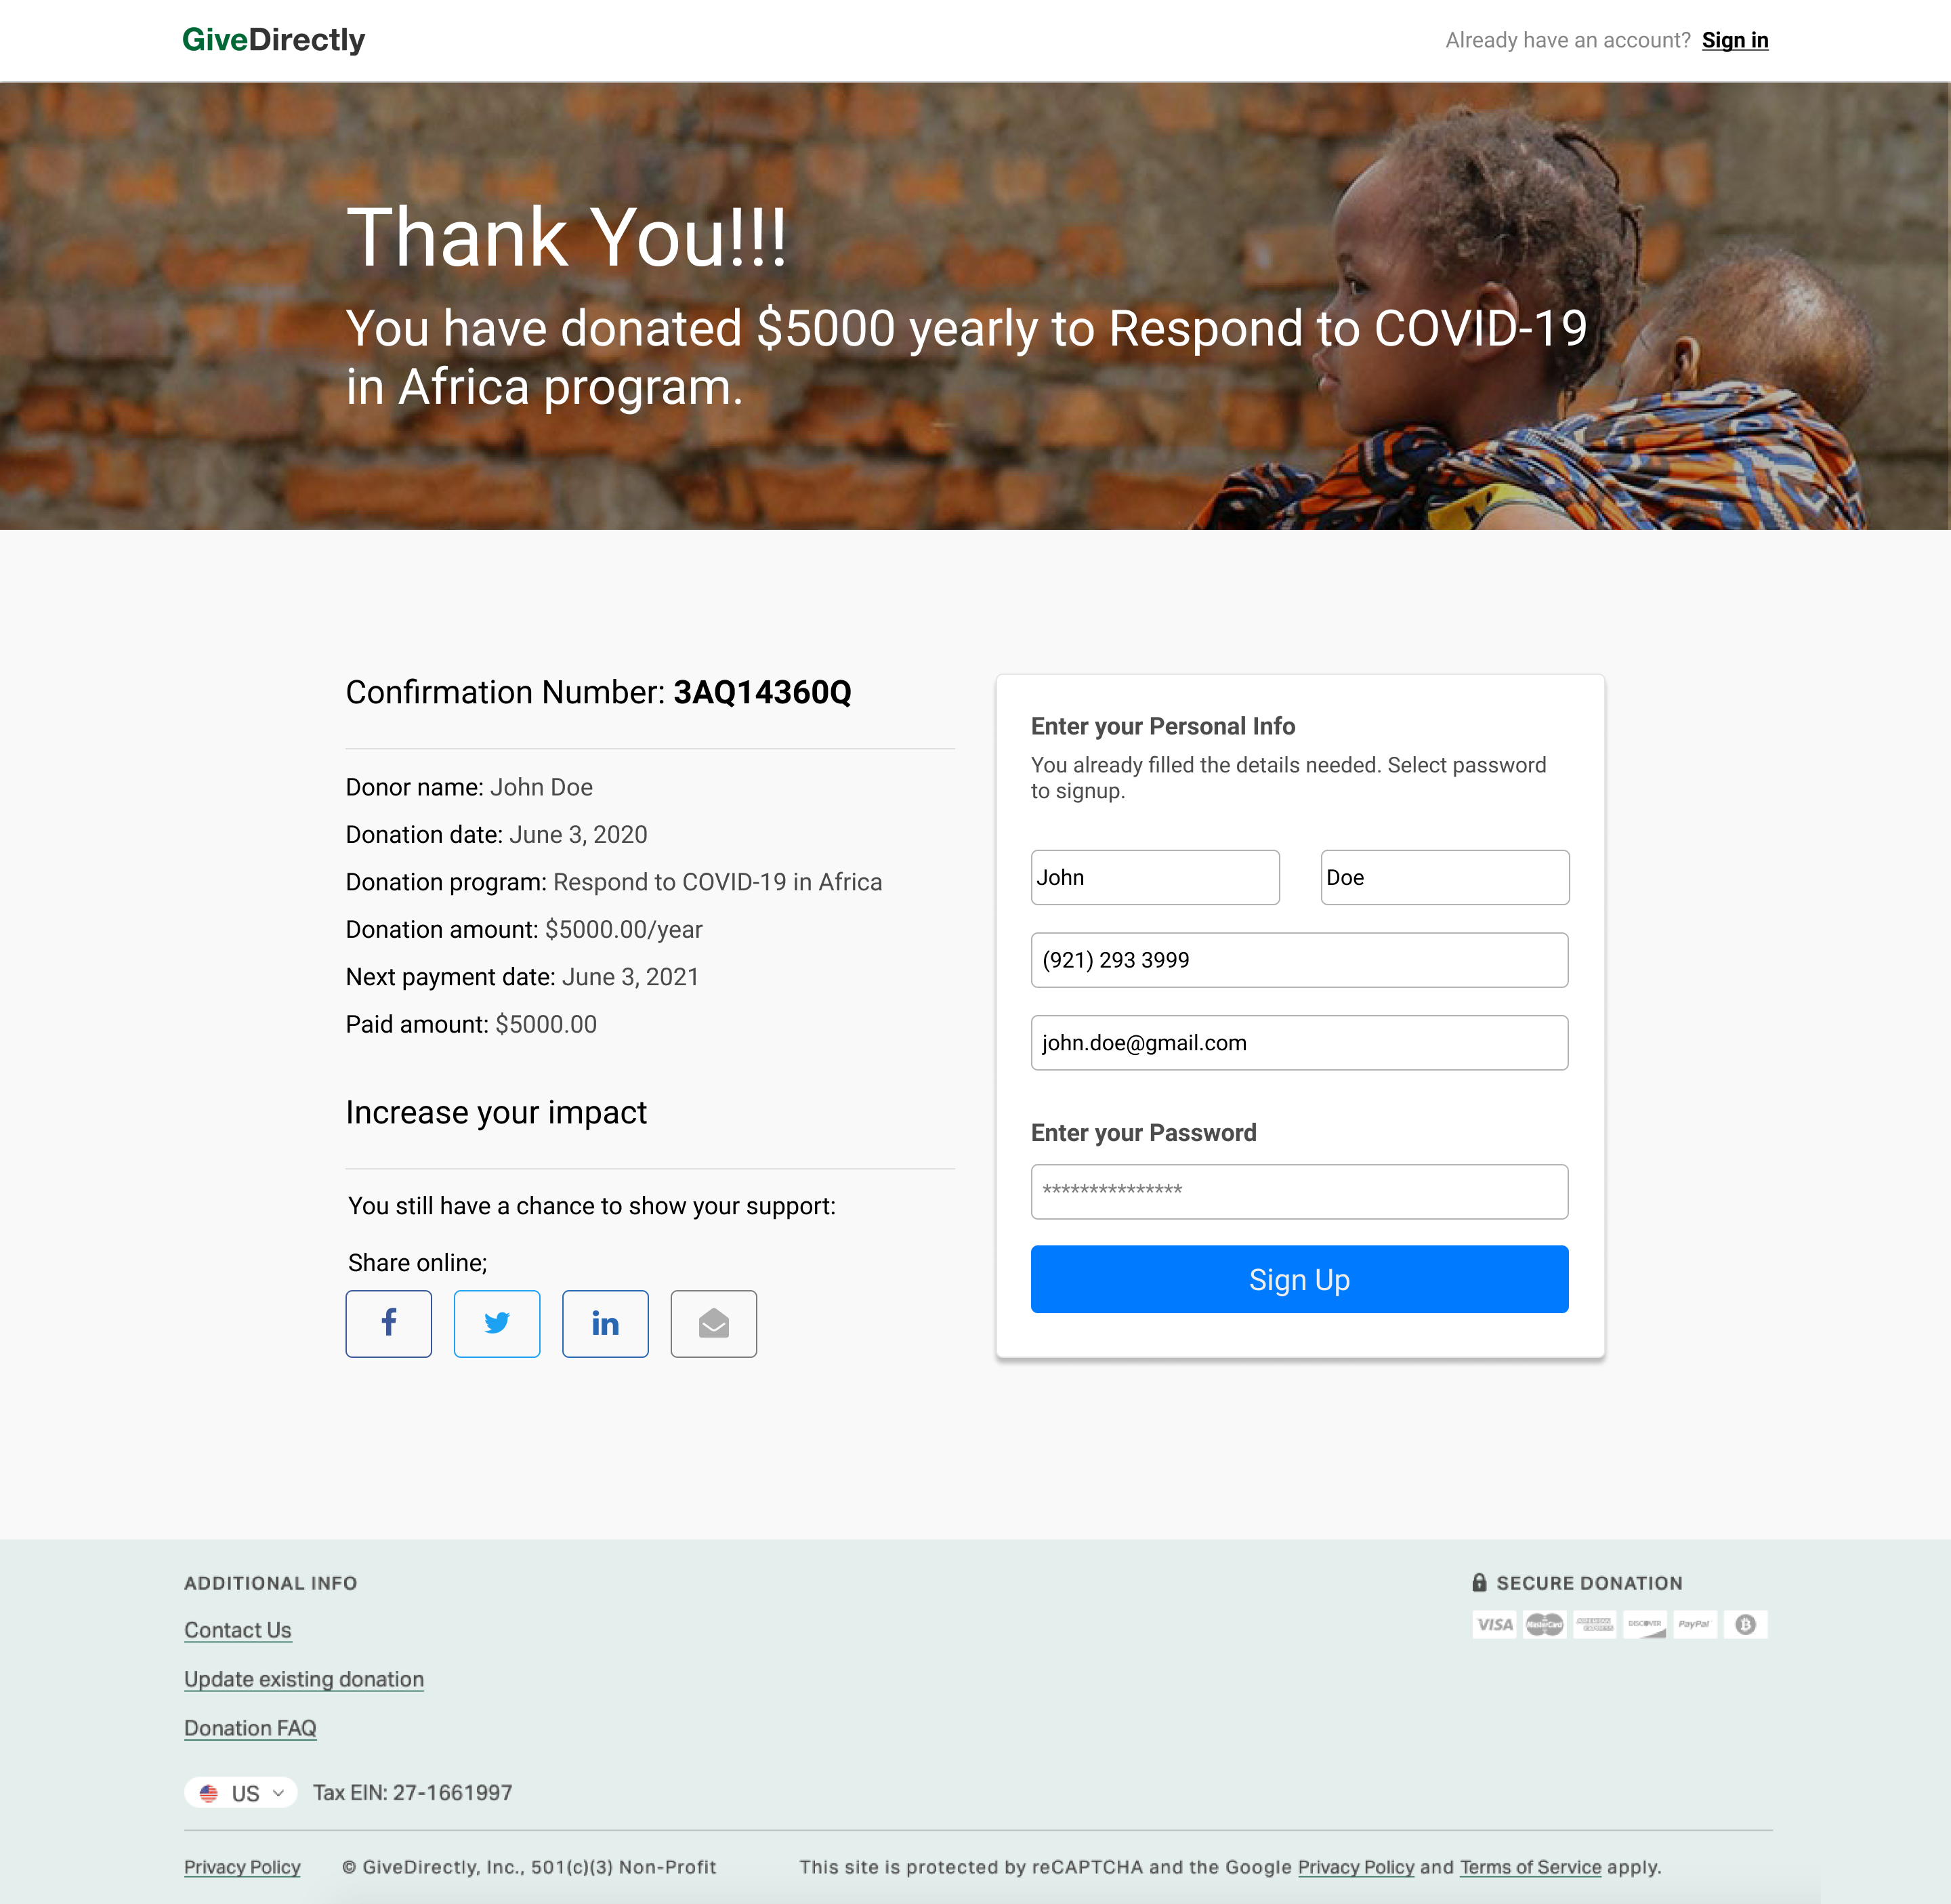 GiveDirectly
Already have an account? Sign in
Thank You!!!
You have donated $5000 yearly to Respond to COVID-19
in Africa program.
Confirmation Number: 3AQ14360Q
Donor name: John Doe
Donation date: June 3, 2020
Donation program: Respond to COVID-19 in Africa
Donation amount: $5000.00/year
Next payment date: June 3, 2021
Paid amount: $5000.00
Increase your impact
You still have a chance to show your support:
Share online;
f
in
Enter your Personal Info
You already filled the details needed. Select password
to signup.
John
Doe
(921) 293 3999
john.doe@gmail.com
Enter your Password
***************
Sign Up
ADDITIONAL INFO
Contact Us
Update existing donation
Donation FAQ
US
Tax EIN: 27-1661997
SECURE DONATION
VISA
MasterCard
AMERICAN
EXPRESS
DISCOVER
PayPal
Privacy Policy
© GiveDirectly, Inc., 501(c)(3) Non-Profit
This site is protected by reCAPTCHA and the Google Privacy Policy and Terms of Service apply.